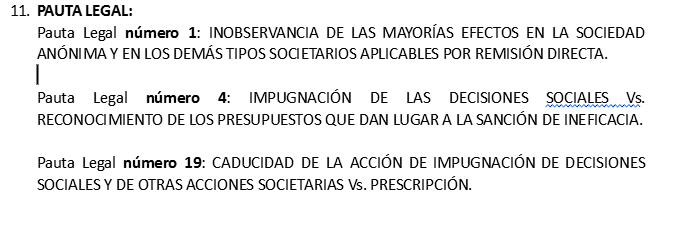 11. PAUTA LEGAL:
Pauta Legal número 1: INOBSERVANCIA DE LAS MAYORÍAS EFECTOS EN LA SOCIEDAD
ANÓNIMA Y EN LOS DEMÁS TIPOS SOCIETARIOS APLICABLES POR REMISIÓN DIRECTA.
Pauta Legal número 4: IMPUGNACIÓN DE LAS DECISIONES SOCIALES Vs.
RECONOCIMIENTO DE LOS PRESUPUESTOS QUE DAN LUGAR A LA SANCIÓN DE INEFICACIA.
Pauta Legal número 19: CADUCIDAD DE LA ACCIÓN DE IMPUGNACIÓN DE DECISIONES
SOCIALES Y DE OTRAS ACCIONES SOCIETARIAS Vs. PRESCRIPCIÓN.